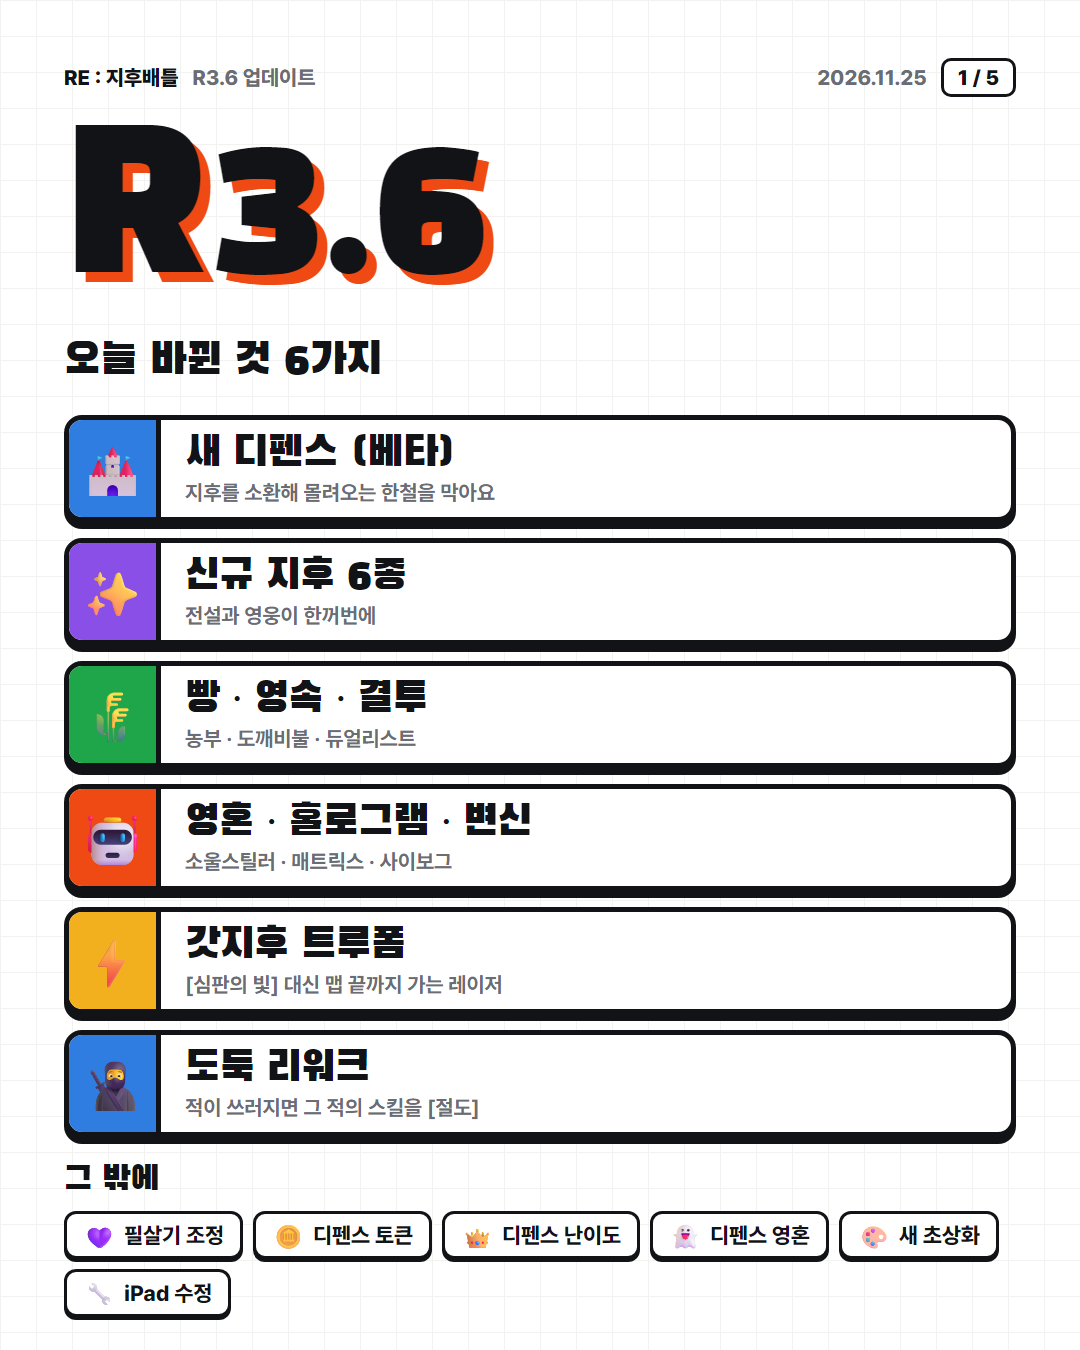 RE : 지후배틀 R3.6 업데이트
2026.11.25 1 / 5
R3.6
오늘 바뀐 것 6가지
새 디펜스 (베타)
지후를 소환해 몰려오는 한철을 막아요
신규 지후 6종
전설과 영웅이 한꺼번에
빵 · 영속 · 결투
농부 · 도깨비불 · 듀얼리스트
영혼 · 홀로그램 · 변신
소울스틸러 · 매트릭스 · 사이보그
갓지후 트루폼
[심판의 빛] 대신 맵 끝까지 가는 레이저
도둑 리워크
적이 쓰러지면 그 적의 스킬을 [절도]
그 밖에
필살기 조정 디펜스 토큰 디펜스 난이도 디펜스 영혼 새 초상화
iPad 수정